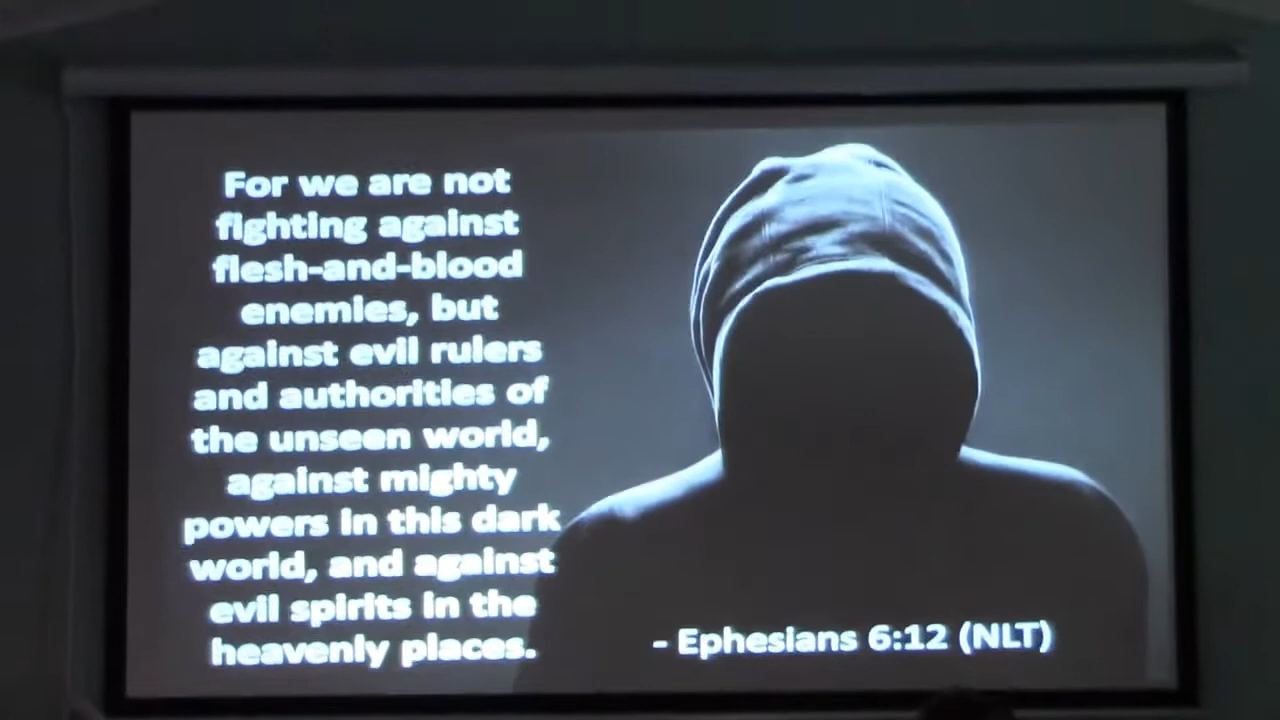 For we are not
fighting against
flesh-and-blood
enemies, but
against evil rulers
and authorities of
the unseen world,
against mighty
powers in this dark
world, and against
evil spirits in the
heavenly places.
- Ephesians 6:12 (NLT)